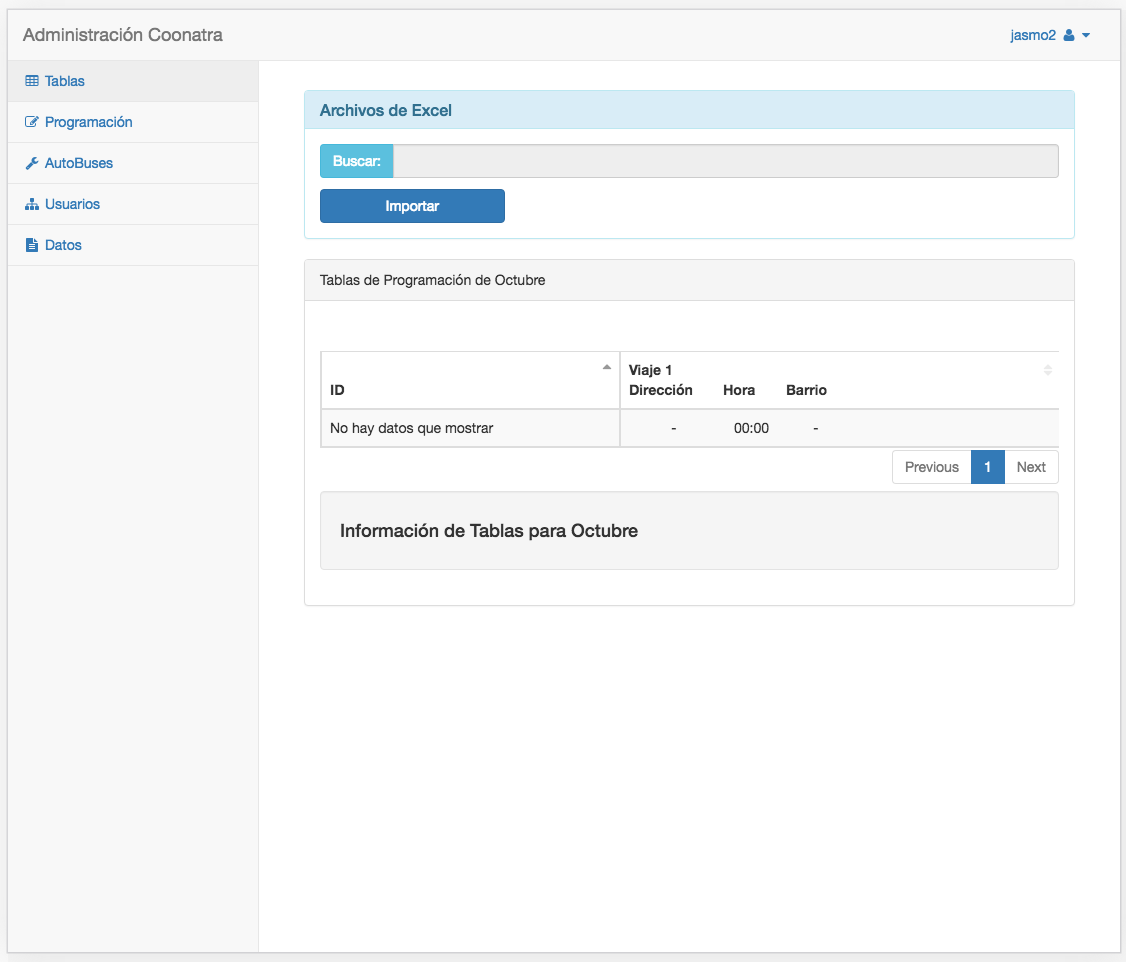 Administración Coonatra
jasmo2
Tablas
Programación
AutoBuses
Usuarios
Datos
Archivos de Excel
Buscar:
Importar
Tablas de Programación de Octubre
ID
Viaje 1
Dirección Hora Barrio
No hay datos que mostrar - 00:00 -
Previous 1 Next
Información de Tablas para Octubre